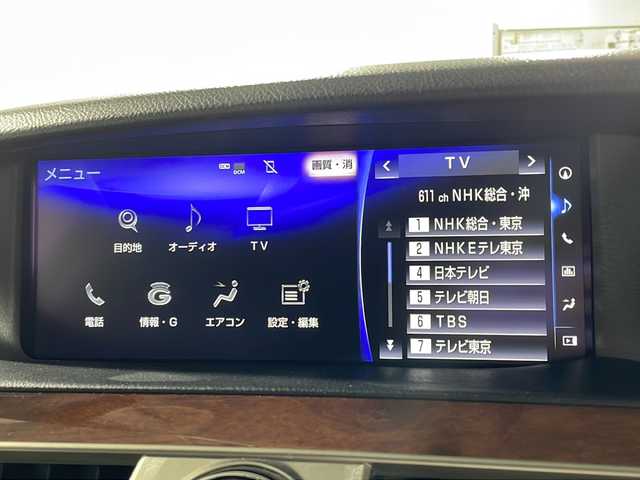 メニュー
DCM
画質・消
目的地
オーディオ
TV
電話
情報・G
エアコン
設定・編集
TV
611 ch NHK総合・沖
1 NHK総合・東京
2 NHKEテレ東京
4 日本テレビ
5 テレビ朝日
6 TBS
7 テレビ東京